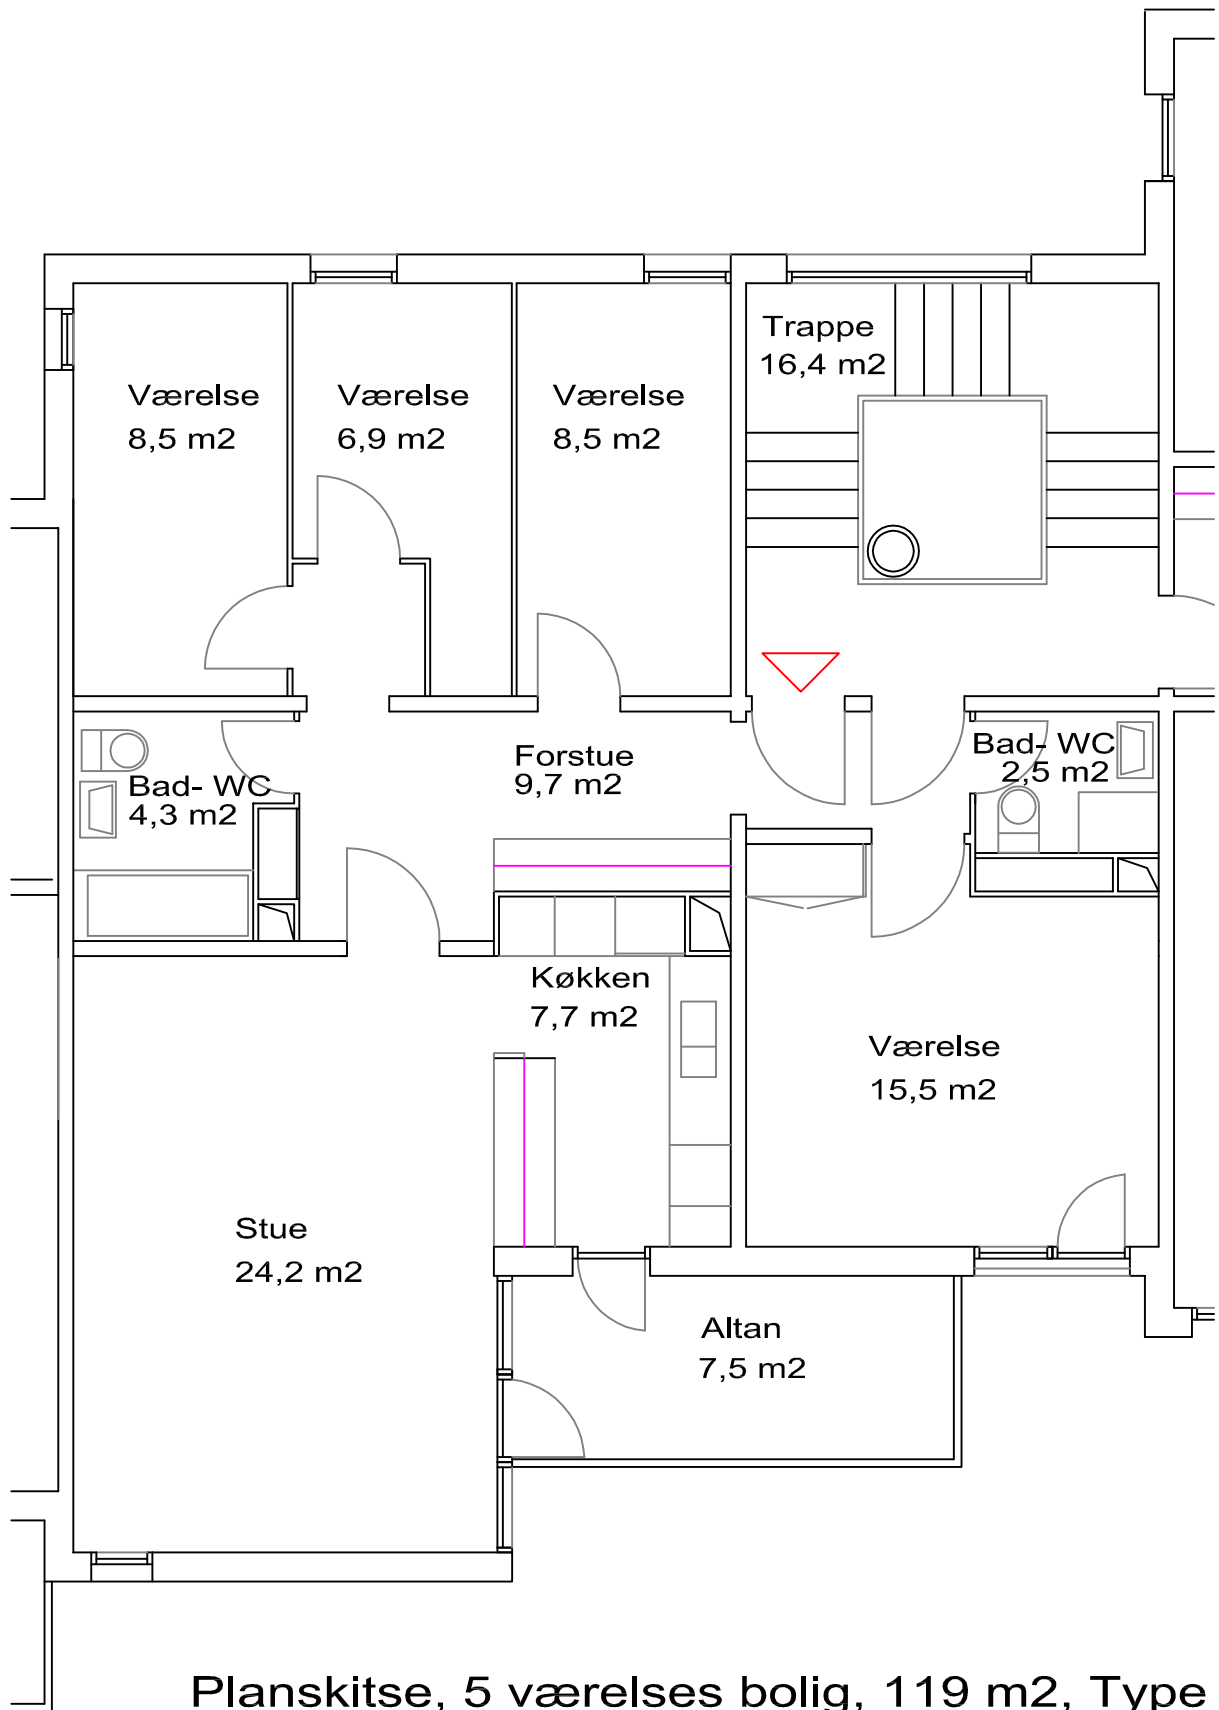 Trappe
16,4 m2
Værelse
8,5 m2
Værelse
6,9 m2
Værelse
8,5 m2
Forstue
9,7 m2
Bad- WC
2,5 m2
Bad- WC
4,3 m2
Køkken
7,7 m2
Værelse
15,5 m2
Stue
24,2 m2
Altan
7,5 m2
Planskitse, 5 værelses bolig, 119 m2, Type